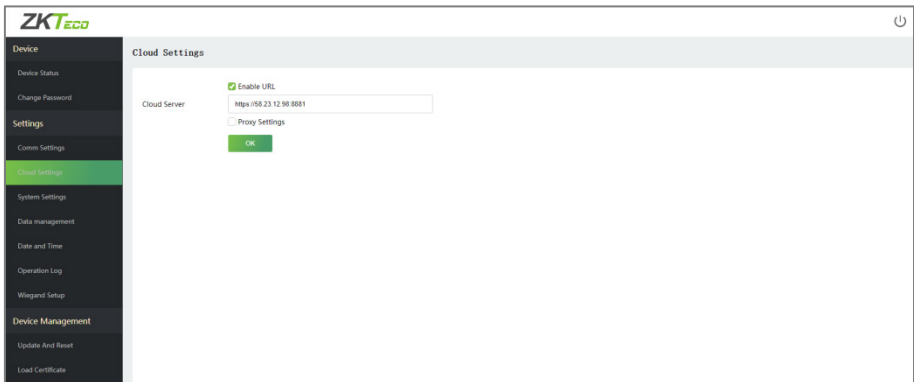 ZKTeco
Device
Device Status
Change Password
Settings
Comm Settings
Cloud Settings
System Settings
Data management
Date and Time
Operation Log
Wiegand Setup
Device Management
Update And Reset
Load Certificate
Cloud Settings
Enable URL
Cloud Server
https://58.23.12.98:8881
Proxy Settings
OK